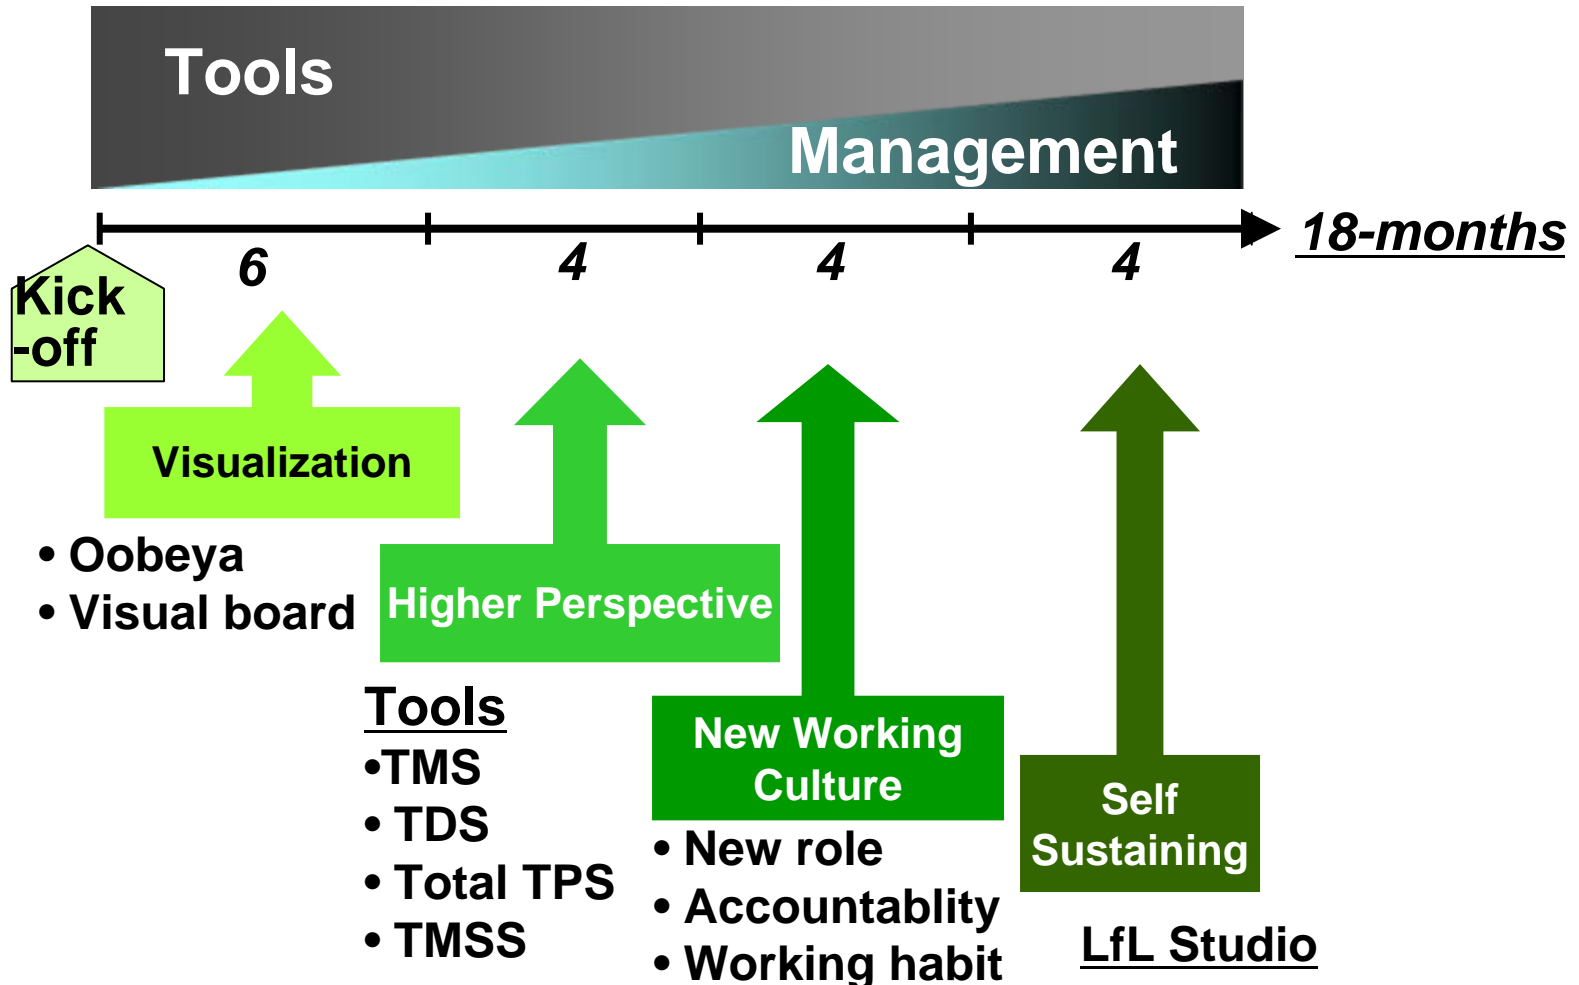 Tools
Management
18-months
6
4
4
4
Kick
-off
Visualization
• Oobeya
• Visual board
Higher Perspective
Tools
•TMS
• TDS
• Total TPS
• TMSS
New Working
Culture
• New role
• Accountablity
• Working habit
Self
Sustaining
LfL Studio